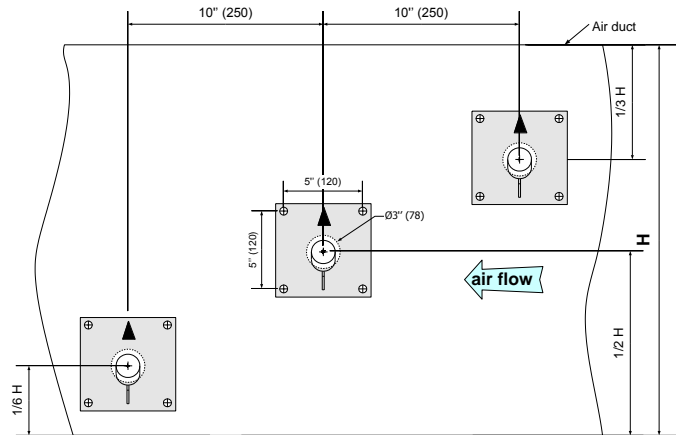 10" (250)
10" (250)
Air duct
1/3 H
5" (120)
Ø3" (78)
5" (120)
H
air flow
1/2 H
1/6 H